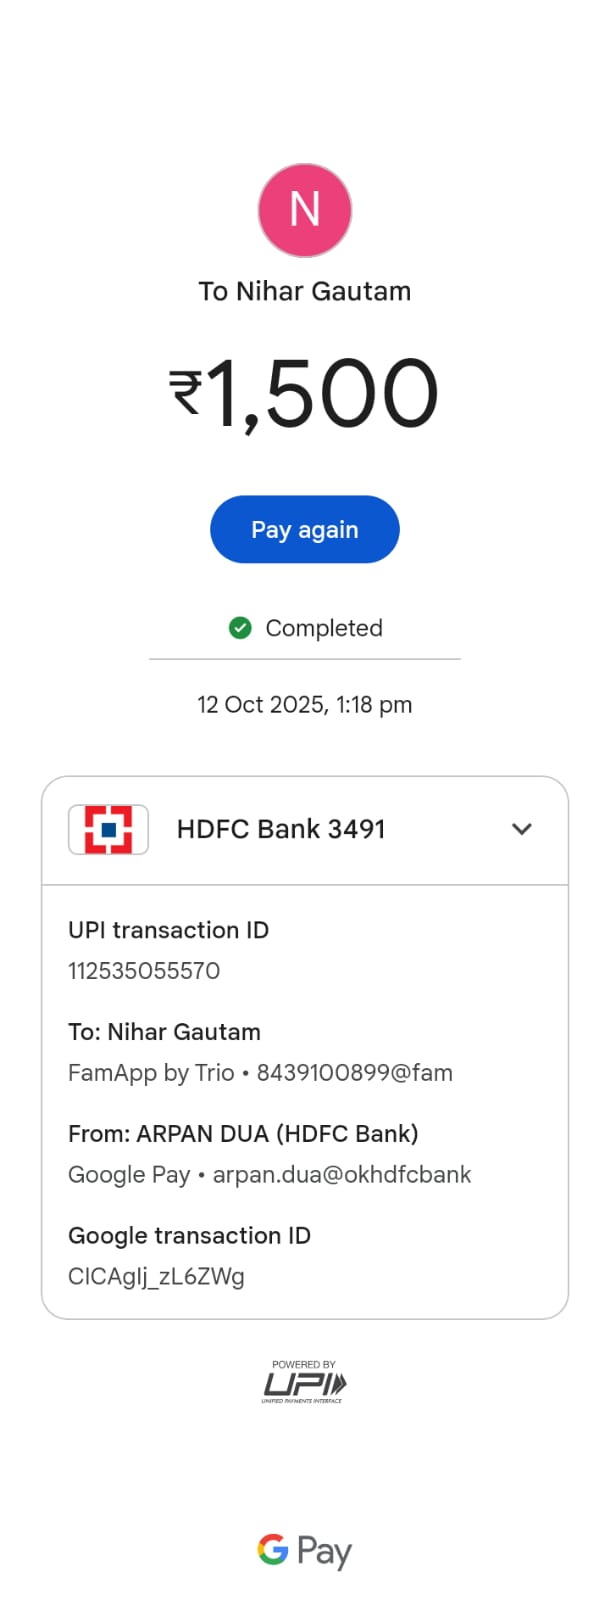 N
To Nihar Gautam
₹1,500
Pay again
Completed
12 Oct 2025, 1:18 pm
HDFC Bank 3491
UPI transaction ID
112535055570
To: Nihar Gautam
FamApp by Trio • 8439100899@fam
From: ARPAN DUA (HDFC Bank)
Google Pay • arpan.dua@okhdfcbank
Google transaction ID
CICAgIj_zL6ZWg
POWERED BY
UPI
UNIFIED PAYMENTS INTERFACE
G Pay